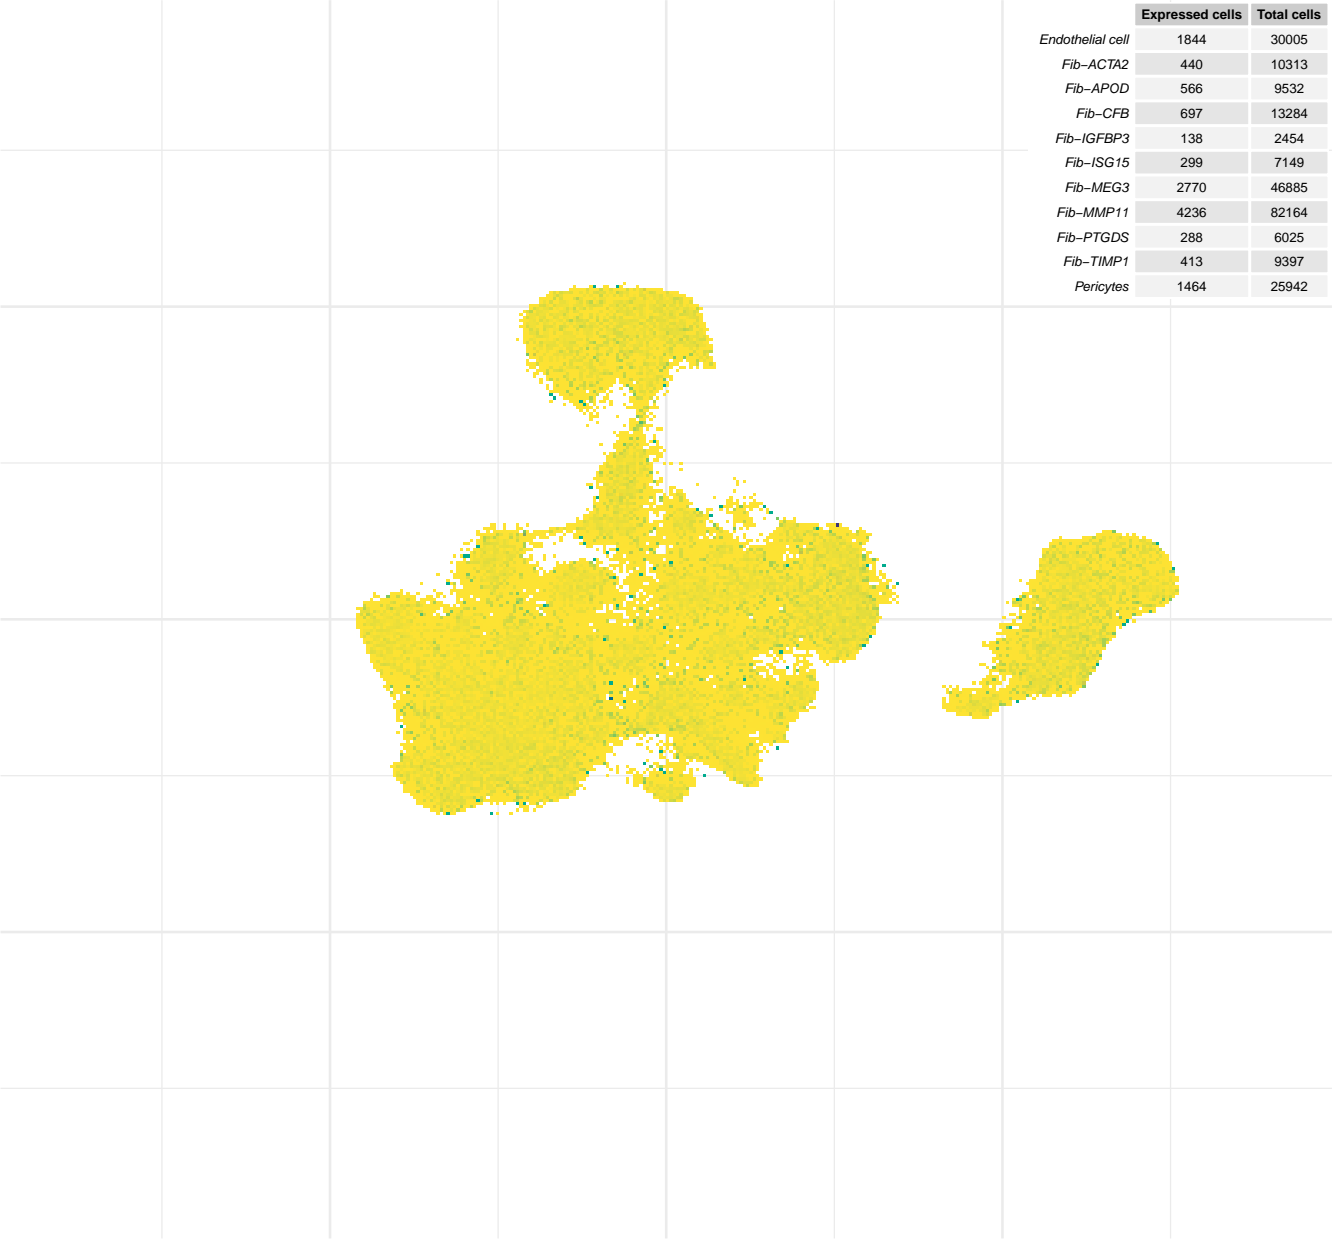 Expressed cells Total cells
Endothelial cell 1844 30005
Fib−ACTA2 440 10313
Fib−APOD 566 9532
Fib−CFB 697 13284
Fib−IGFBP3 138 2454
Fib−ISG15 299 7149
Fib−MEG3 2770 46885
Fib−MMP11 4236 82164
Fib−PTGDS 288 6025
Fib−TIMP1 413 9397
Pericytes 1464 25942